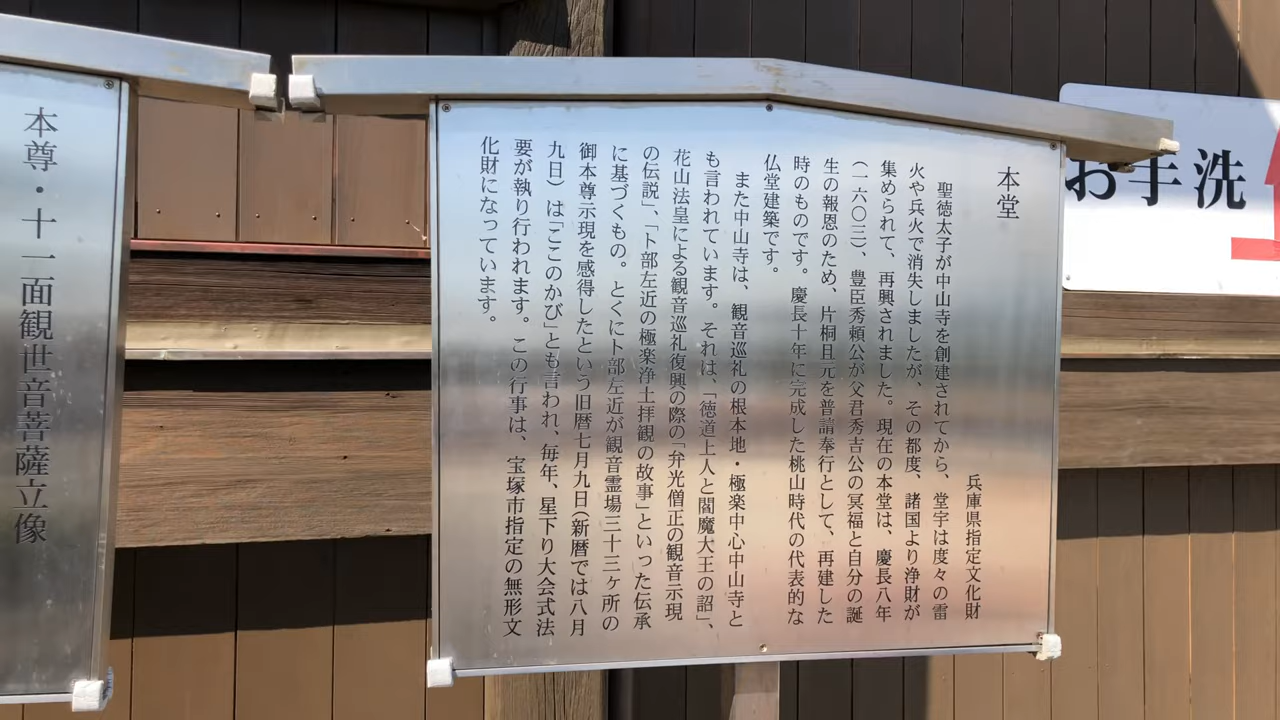 お手洗
本堂
兵庫県指定文化財
聖徳太子が中山寺を創建されてから、堂宇は度々の雷
火や兵火で消失しましたが、その都度、諸国より浄財が
集められて、再興されました。現在の本堂は、慶長八年
（一六〇三）、豊臣秀頼公が父君秀吉公の冥福と自分の誕
生の報恩のため、片桐且元を普請奉行として、再建した
時のものです。慶長十年に完成した桃山時代の代表的な
仏堂建築です。
また中山寺は、観音巡礼の根本地・極楽中心中山寺と
も言われています。それは、「徳道上人と閻魔大王の詔」、
花山法皇による観音巡礼復興の際の「弁光僧正の観音示現
の伝説」、「卜部左近の極楽浄土拝観の故事」といった伝承
に基づくもの。とくに卜部左近が観音霊場三十三ヶ所の
御本尊示現を感得したという旧暦七月九日（新暦では八月
九日）は「ここのかび」とも言われ、毎年、星下り大会式法
要が執り行われます。この行事は、宝塚市指定の無形文
化財になっています。
本尊・十一面観世音菩薩立像